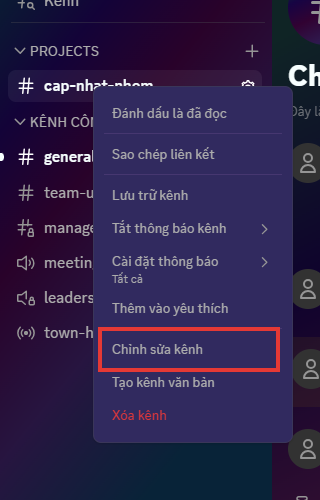 Kênh
PROJECTS
cap-nhat-nhom
KÊNH CÔN
general
team-u
manage
meeting
leaders
town-h
Đánh dấu là đã đọc
Sao chép liên kết
Lưu trữ kênh
Tắt thông báo kênh
Cài đặt thông báo
Tất cả
Thêm vào yêu thích
Chỉnh sửa kênh
Tạo kênh văn bản
Xóa kênh
Ch
Đây là